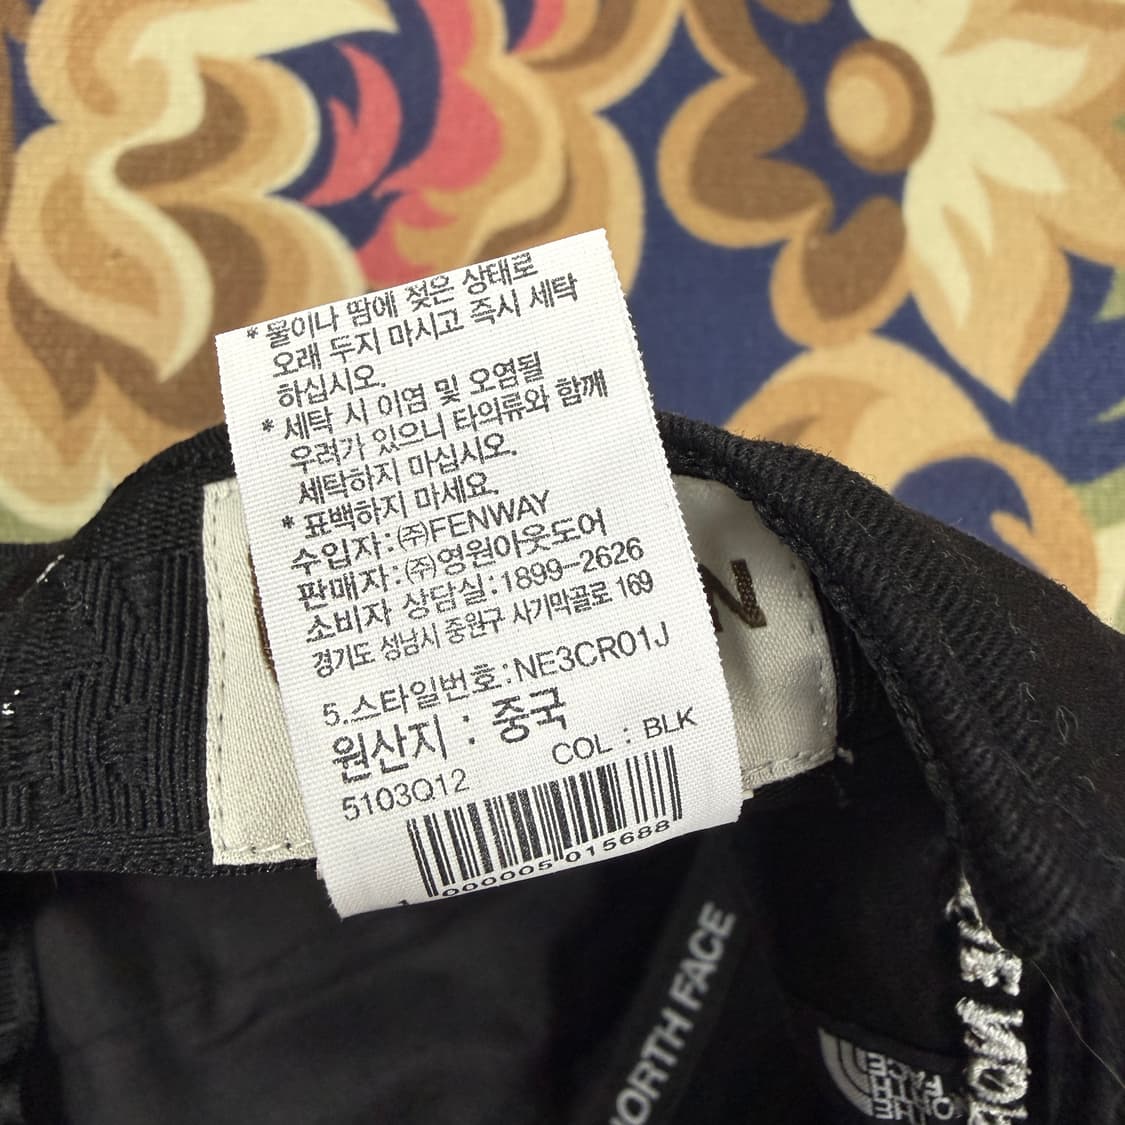 * 물이나 땀에 젖은 상태로
오래 두지 마시고 즉시 세탁
하십시오.
* 세탁 시 이염 및 오염될
우려가 있으니 타의류와 함께
세탁하지 마십시오.
* 표백하지 마세요.
수입자:㈜FENWAY
판매자:㈜영원아웃도어
소비자 상담실:1899-2626
경기도 성남시 중원구 사기막골로 169
5.스타일번호:NE3CR01J
원산지 : 중국
COL : BLK
5103Q12
1 000005 015688
NORTH FACE